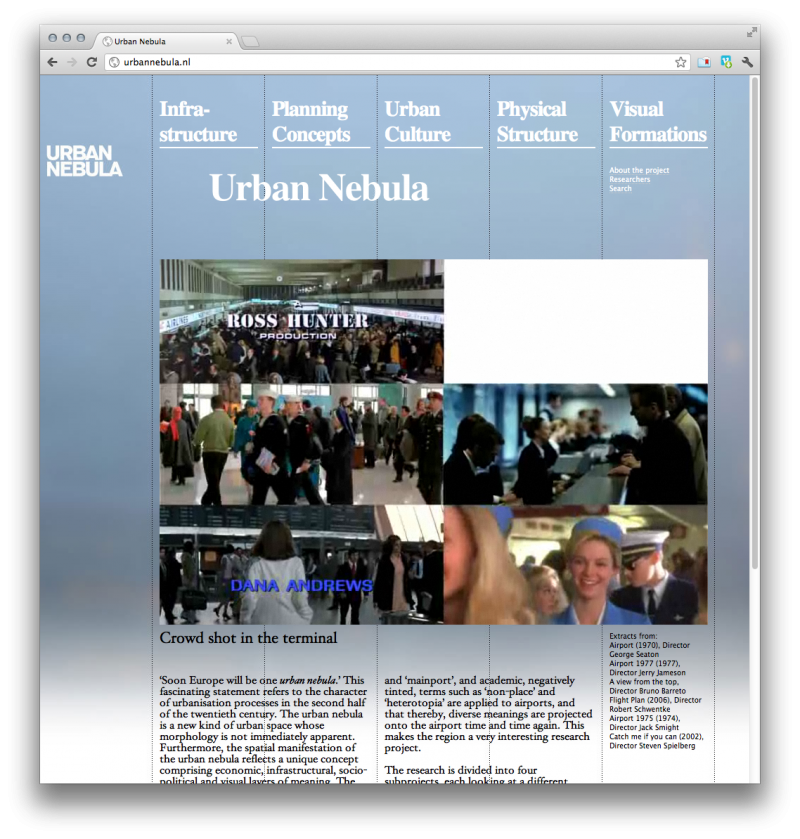 Urban Nebula
urbannebula.nl
URBAN
NEBULA
Infra-
structure
Planning
Concepts
Urban
Culture
Physical
Structure
Visual
Formations
About the project
Researchers
Search
Urban Nebula
AIRLINES
ROSS HUNTER
PRODUCTION
DANA ANDREWS
Crowd shot in the terminal
‘Soon Europe will be one urban nebula.’ This
fascinating statement refers to the character
of urbanisation processes in the second half
of the twentieth century. The urban nebula
is a new kind of urban space whose
morphology is not immediately apparent.
Furthermore, the spatial manifestation of
the urban nebula reflects a unique concept
comprising economic, infrastructural, socio-
political and visual layers of meaning. The
and ‘mainport’, and academic, negatively
tinted, terms such as ‘non-place’ and
‘heterotopia’ are applied to airports, and
that thereby, diverse meanings are projected
onto the airport time and time again. This
makes the region a very interesting research
project.
The research is divided into four
subprojects, each looking at a different
Extracts from:
Airport (1970), Director
George Seaton
Airport 1977 (1977),
Director Jerry Jameson
A view from the top,
Director Bruno Barreto
Flight Plan (2006), Director
Robert Schwentke
Airport 1975 (1974),
Director Jack Smight
Catch me if you can (2002),
Director Steven Spielberg